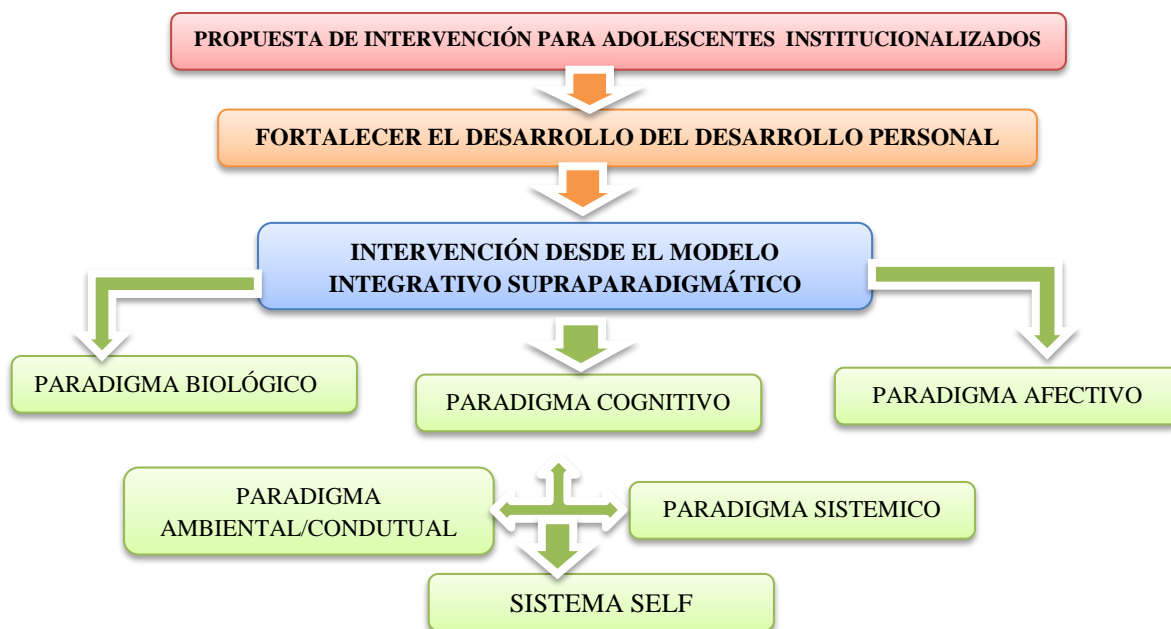 PROPUESTA DE INTERVENCIÓN PARA ADOLESCENTES INSTITUCIONALIZADOS
FORTALECER EL DESARROLLO DEL DESARROLLO PERSONAL
INTERVENCIÓN DESDE EL MODELO
INTEGRATIVO SUPRAPARADIGMÁTICO
PARADIGMA BIOLÓGICO
PARADIGMA COGNITIVO
PARADIGMA AFECTIVO
PARADIGMA
AMBIENTAL/CONDUTUAL
PARADIGMA SISTEMICO
SISTEMA SELF